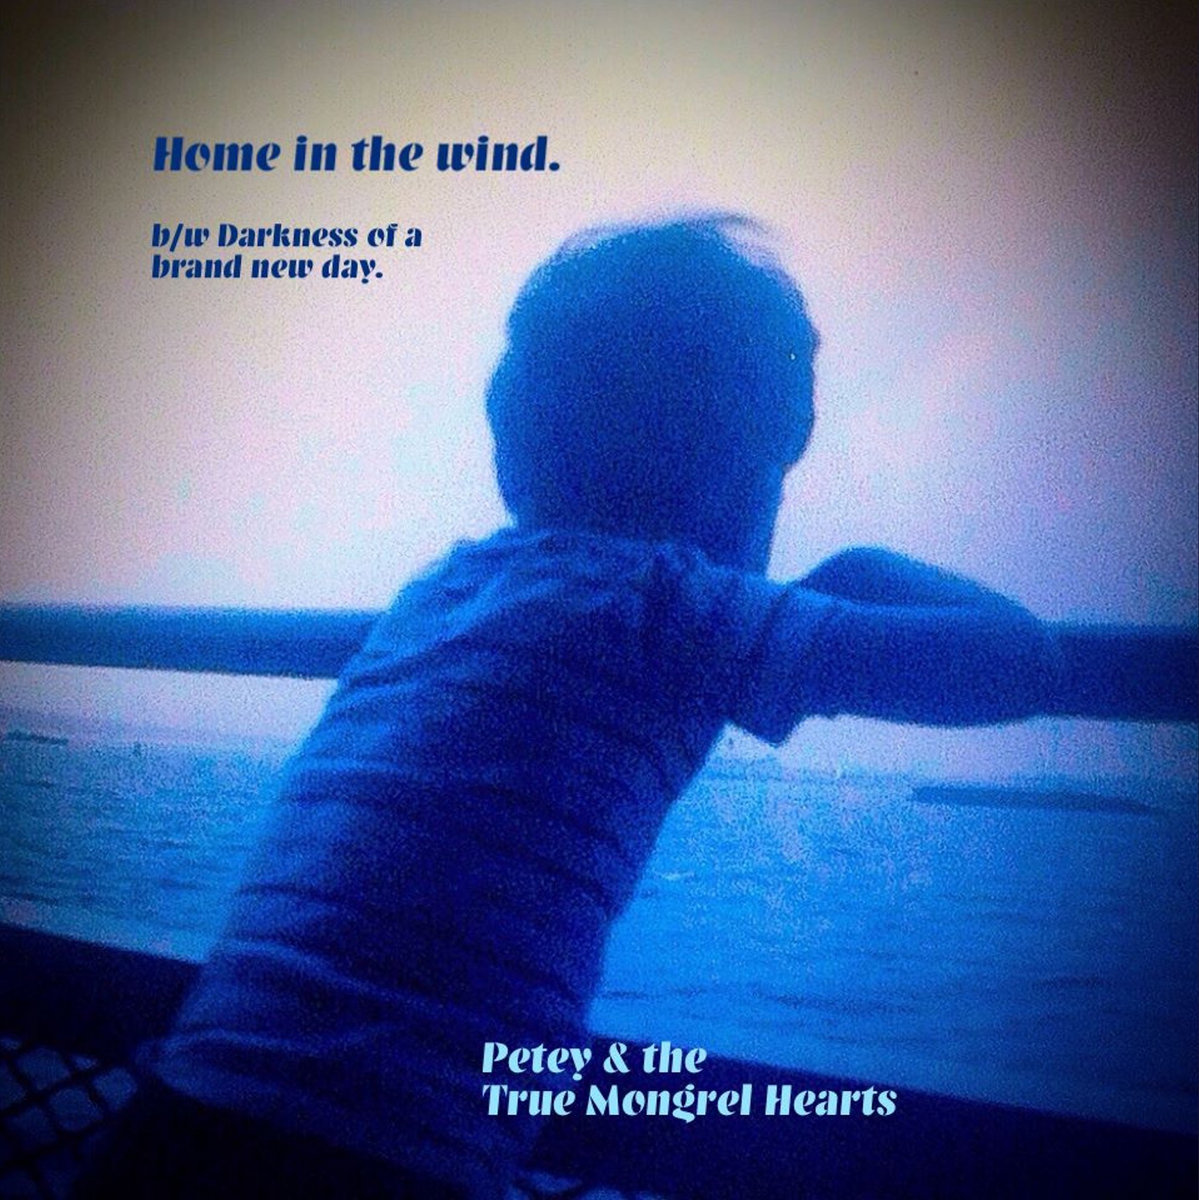 Home in the wind.
b/w Darkness of a
brand new day.
Petey & the
True Mongrel Hearts